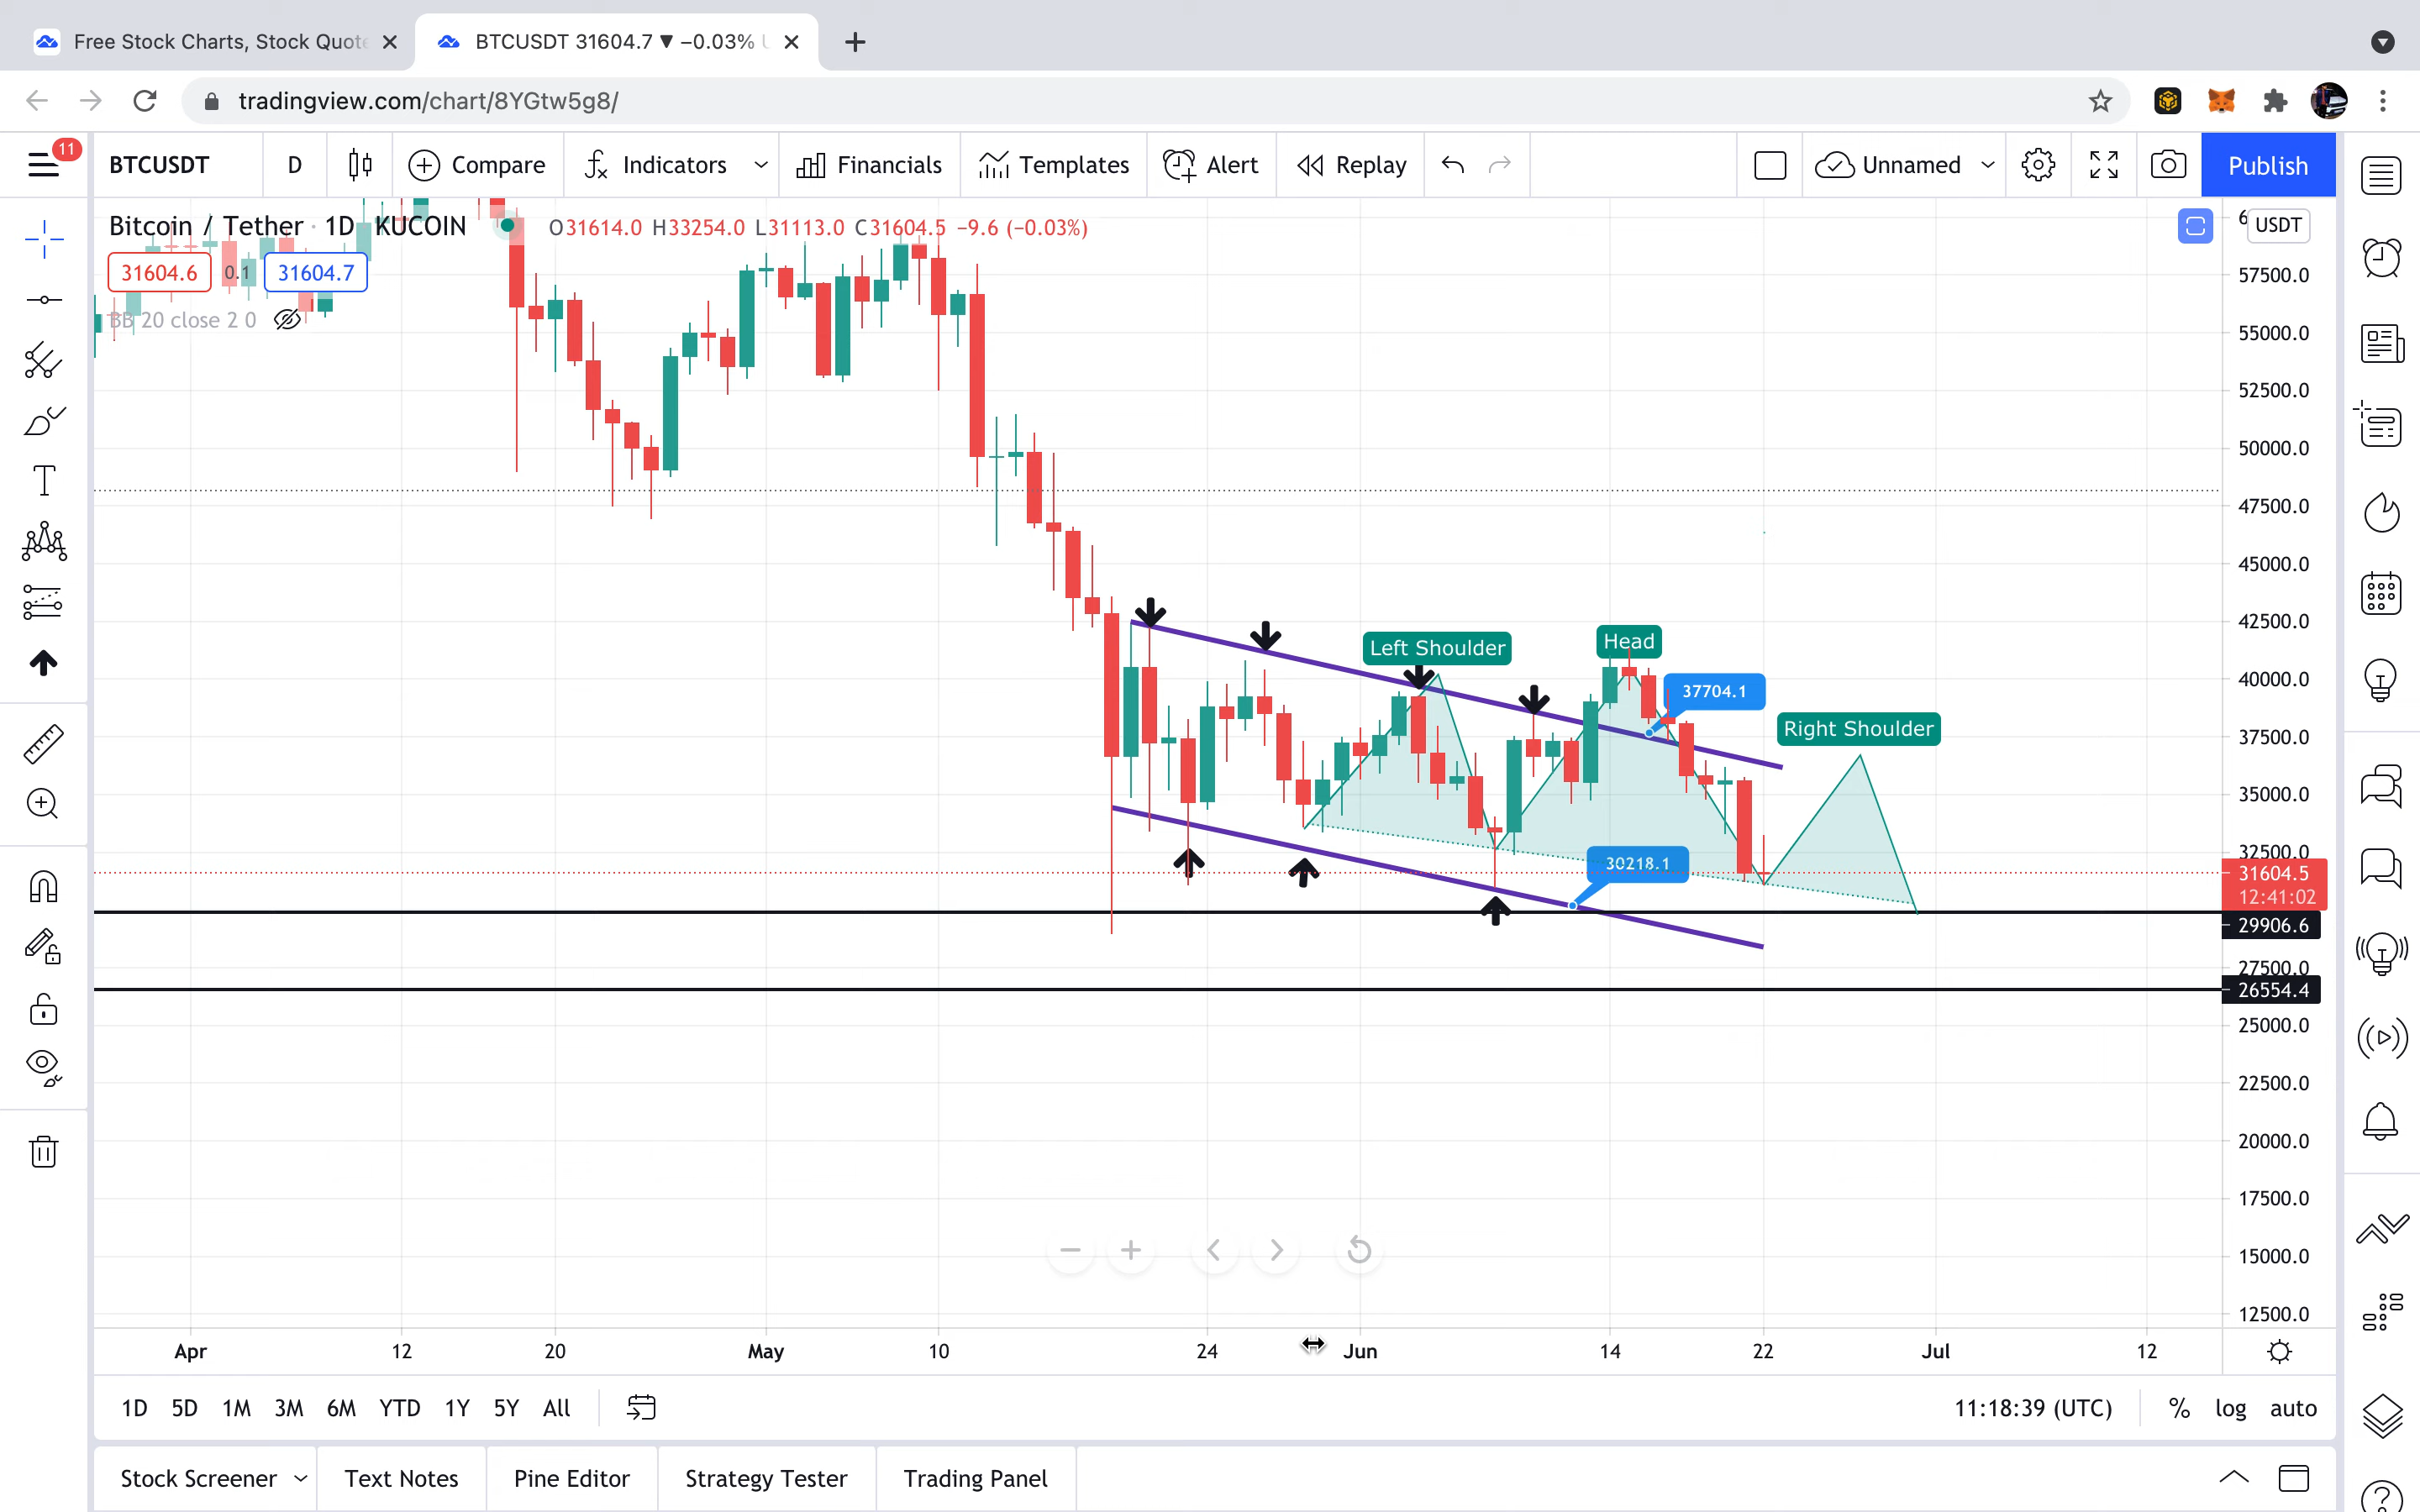 Free Stock Charts, Stock Quot
BTCUSDT 31604.7 ▼ −0.03%
tradingview.com/chart/8YGtw5g8/
11
BTCUSDT
D
Compare
Indicators
Financials
Templates
Alert
Replay
Unnamed
Publish
Bitcoin / Tether · 1D · KUCOIN
O31614.0 H33254.0 L31113.0 C31604.5 −9.6 (−0.03%)
USDT
31604.6
0.1
31604.7
BB 20 close 2 0
57500.0
55000.0
52500.0
50000.0
47500.0
45000.0
42500.0
40000.0
37500.0
35000.0
32500.0
31604.5
12:41:02
29906.6
27500.0
26554.4
25000.0
22500.0
20000.0
17500.0
15000.0
12500.0
Left Shoulder
Head
37704.1
Right Shoulder
30218.1
Apr
12
20
May
10
24
Jun
14
22
Jul
12
1D 5D 1M 3M 6M YTD 1Y 5Y All
11:18:39 (UTC)
%
log
auto
Stock Screener
Text Notes
Pine Editor
Strategy Tester
Trading Panel